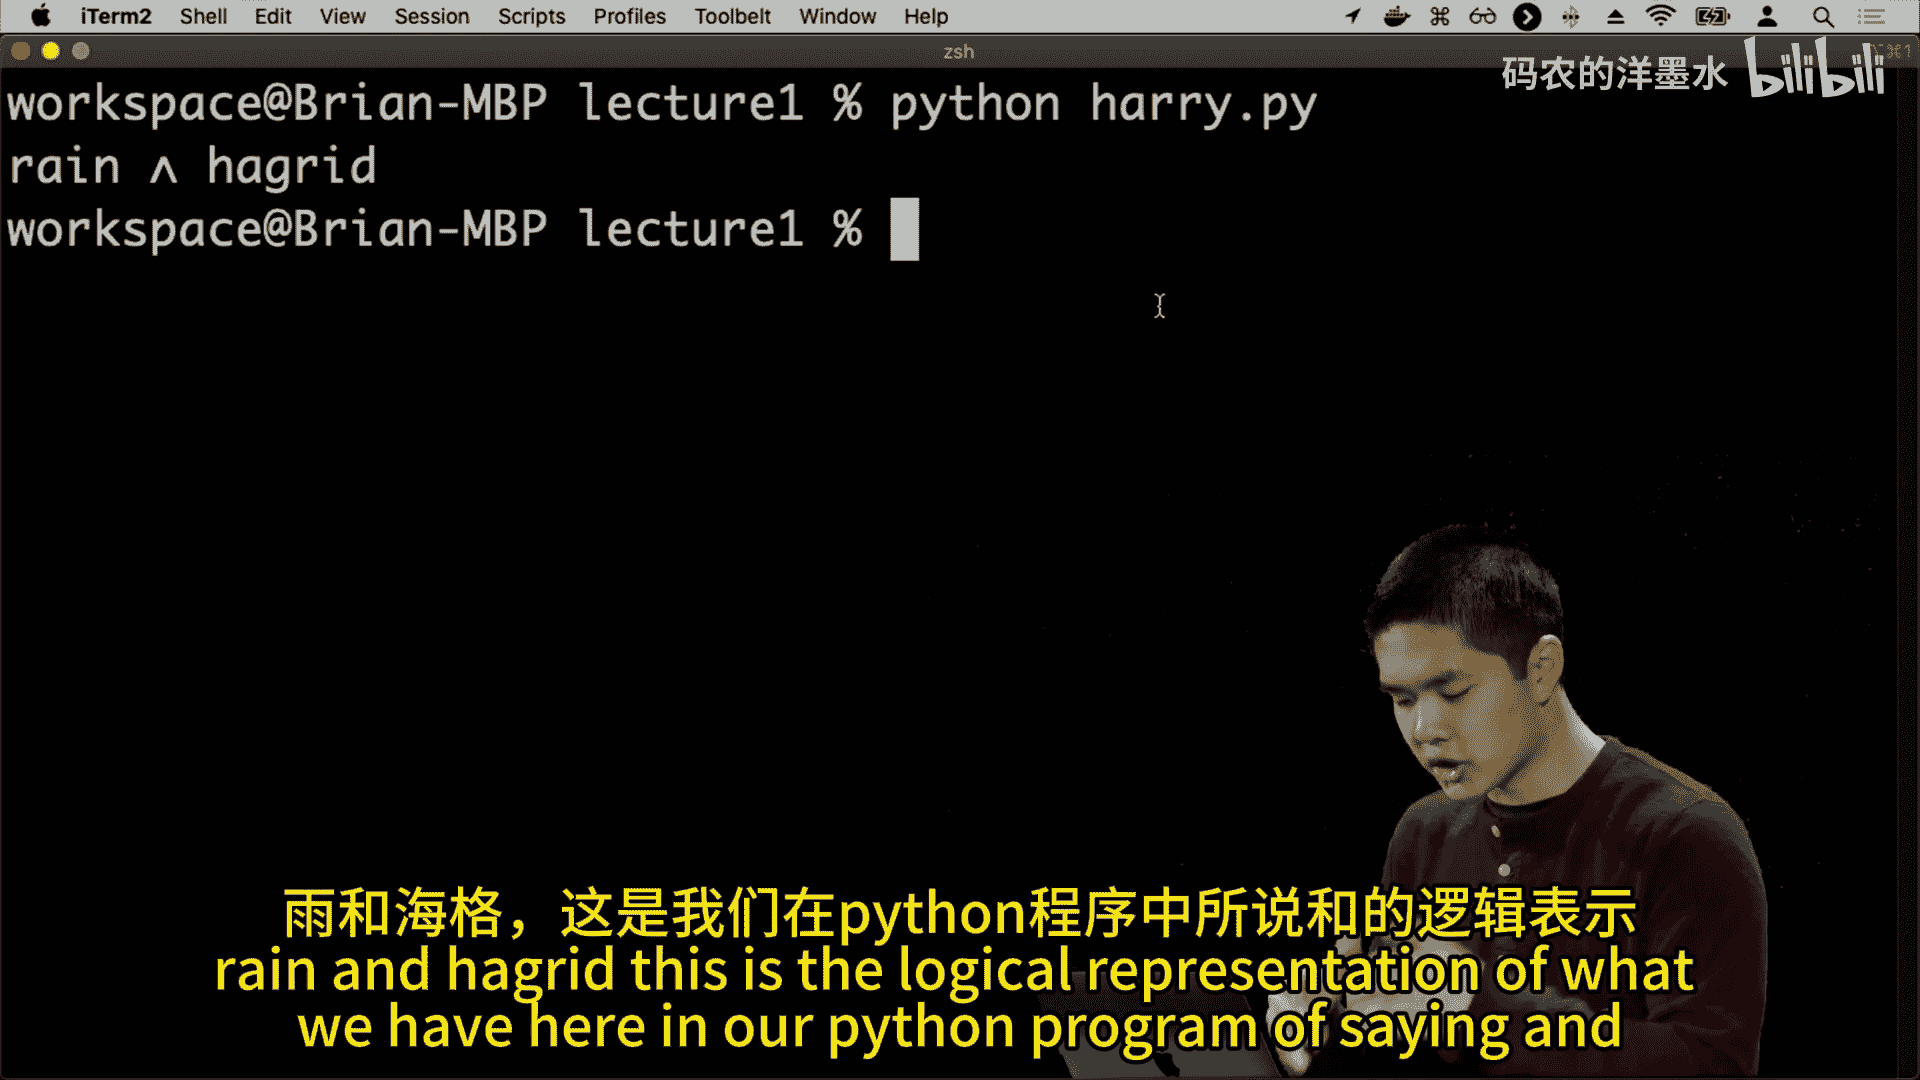 iTerm2 Shell Edit View Session Scripts Profiles Toolbelt Window Help
zsh
⌘1
码农的洋墨水 bilibili
workspace@Brian-MBP lecture1 % python harry.py
rain ∧ hagrid
workspace@Brian-MBP lecture1 %
雨和海格，这是我们在python程序中所说和的逻辑表示
rain and hagrid this is the logical representation of what
we have here in our python program of saying and